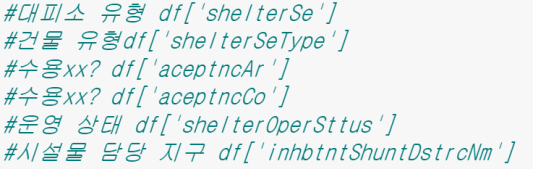 #대피소 유형 df['shelterSe']
#건물 유형df['shelterSeType']
#수용xx? df['aceptncAr']
#수용xx? df['aceptncCo']
#운영 상태 df['shelterOperSttus']
#시설물 담당 지구 df['inhbtntShuntDstrcNm']